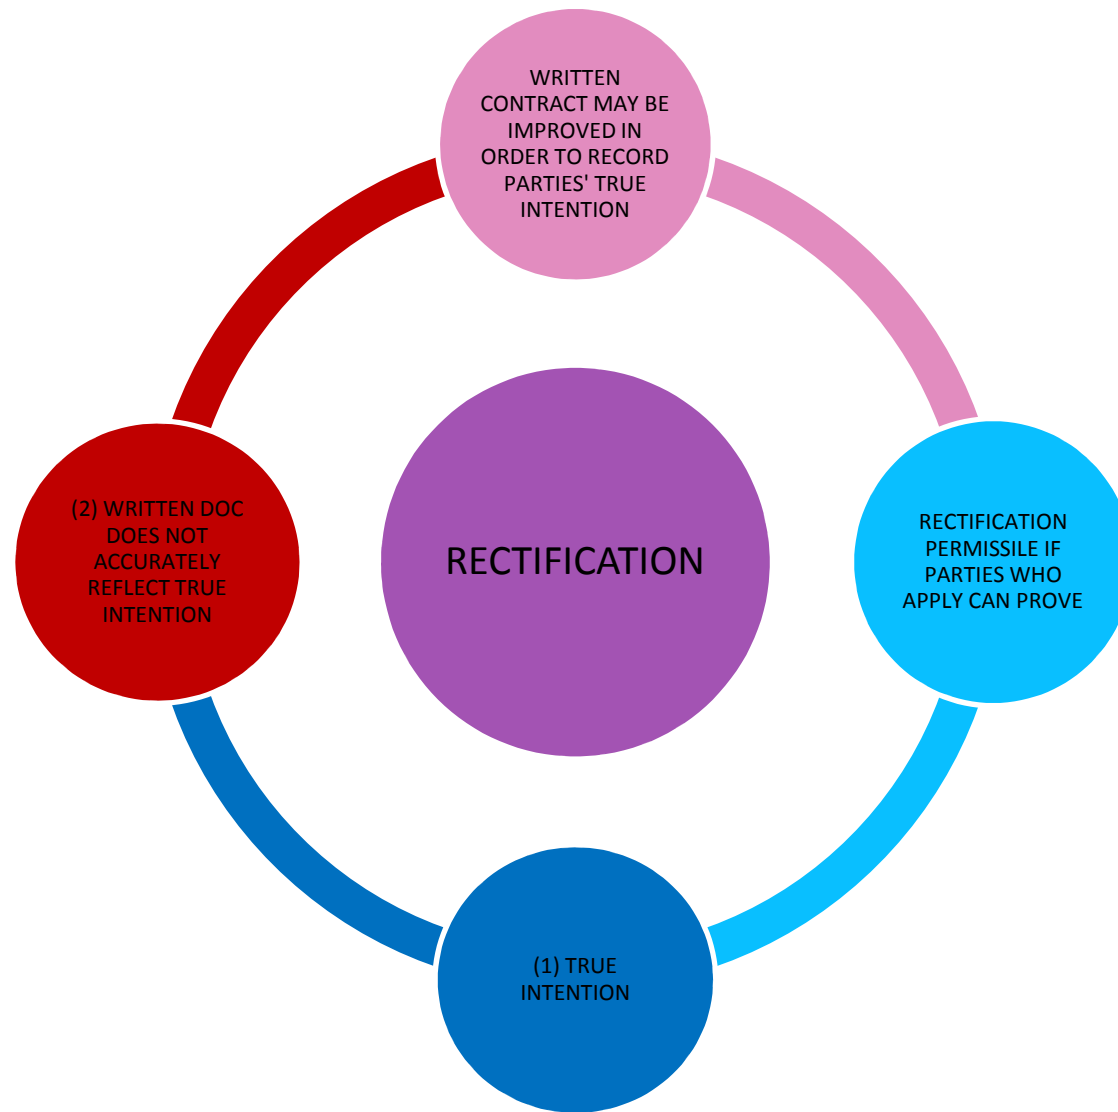 WRITTEN
CONTRACT MAY BE
IMPROVED IN
ORDER TO RECORD
PARTIES' TRUE
INTENTION
RECTIFICATION
PERMISSILE IF
PARTIES WHO
APPLY CAN PROVE
(1) TRUE
INTENTION
(2) WRITTEN DOC
DOES NOT
ACCURATELY
REFLECT TRUE
INTENTION
RECTIFICATION